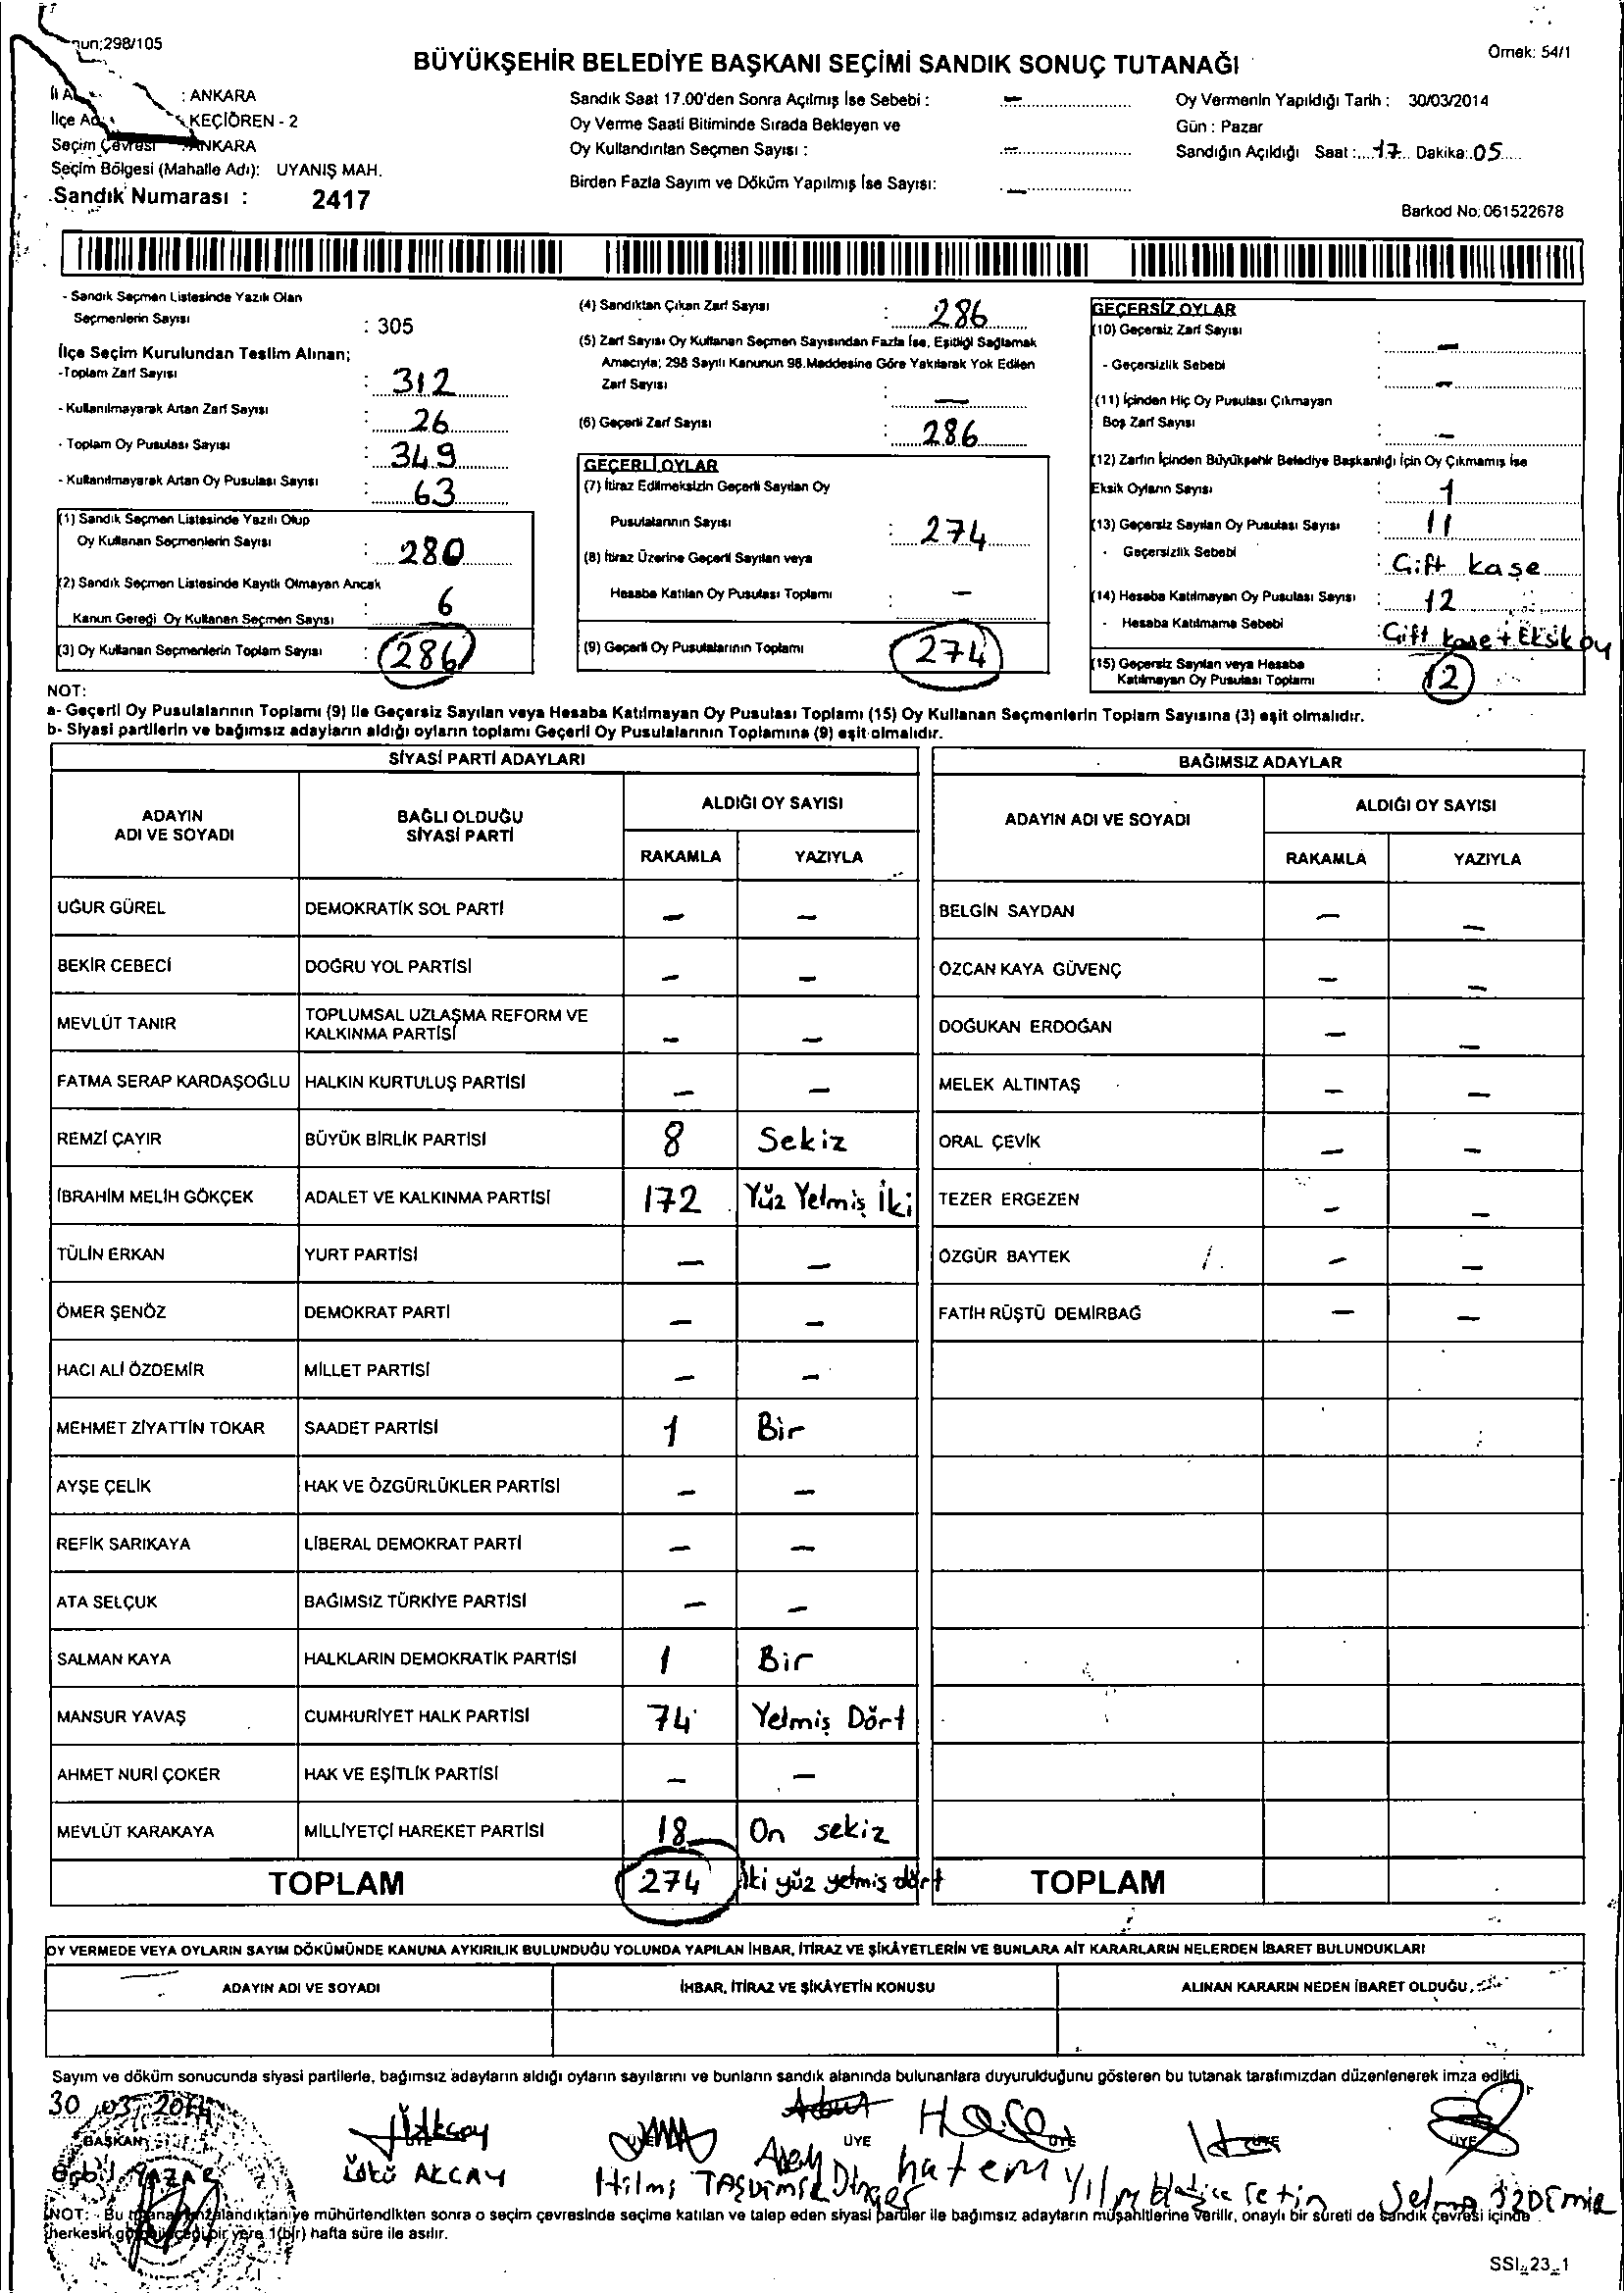 298/105
BÜYÜKŞEHİR BELEDİYE BAŞKANI SEÇİMİ SANDIK SONUÇ TUTANAĞI
Örnek: 54/1
: ANKARA
İlçe
KEÇİÖREN - 2
Seçim Çevresi : ANKARA
Seçim Bölgesi (Mahalle Adı): UYANIŞ MAH.
Sandık Numarası : 2417
Sandık Saat 17.00'den Sonra Açılmış İse Sebebi : —
Oy Verme Saati Bitiminde Sırada Bekleyen ve
Oy Kullandırılan Seçmen Sayısı : —
Birden Fazla Sayım ve Döküm Yapılmış İse Sayısı: —
Oy Vermenin Yapıldığı Tarih : 30/03/2014
Gün : Pazar
Sandığın Açıldığı Saat : 17 Dakika: 05
Barkod No: 061522678
- Sandık Seçmen Listesinde Yazılı Olan
Seçmenlerin Sayısı : 305
İlçe Seçim Kurulundan Teslim Alınan;
-Toplam Zarf Sayısı : 312
- Kullanılmayarak Artan Zarf Sayısı : 26
- Toplam Oy Pusulası Sayısı : 349
- Kullanılmayarak Artan Oy Pusulası Sayısı : 63
(1) Sandık Seçmen Listesinde Yazılı Olup
Oy Kullanan Seçmenlerin Sayısı : 280
(2) Sandık Seçmen Listesinde Kayıtlı Olmayan Ancak
Kanun Gereği Oy Kullanan Seçmen Sayısı : 6
(3) Oy Kullanan Seçmenlerin Toplam Sayısı : 286
(4) Sandıktan Çıkan Zarf Sayısı : 286
(5) Zarf Sayısı Oy Kullanan Seçmen Sayısından Fazla İse, Eşitliği Sağlamak
Amacıyla; 298 Sayılı Kanunun 98.Maddesine Göre Yakılarak Yok Edilen
Zarf Sayısı : —
(6) Geçerli Zarf Sayısı : 286
GEÇERLİ OYLAR
(7) İtiraz Edilmeksizin Geçerli Sayılan Oy
Pusulalarının Sayısı : 274
(8) İtiraz Üzerine Geçerli Sayılan veya
Hesaba Katılan Oy Pusulası Toplamı : —
(9) Geçerli Oy Pusulalarının Toplamı : 274
GEÇERSİZ OYLAR
(10) Geçersiz Zarf Sayısı : —
- Geçersizlik Sebebi : —
(11) İçinden Hiç Oy Pusulası Çıkmayan
Boş Zarf Sayısı : —
(12) Zarfın İçinden Büyükşehir Belediye Başkanlığı İçin Oy Çıkmamış İse
Eksik Oyların Sayısı : 1
(13) Geçersiz Sayılan Oy Pusulası Sayısı : 11
- Geçersizlik Sebebi : Çift kaşe
(14) Hesaba Katılmayan Oy Pusulası Sayısı : 12
- Hesaba Katılmama Sebebi : Çift kaşe + Eksik oy
(15) Geçersiz Sayılan veya Hesaba
Katılmayan Oy Pusulası Toplamı : 12
NOT:
a- Geçerli Oy Pusulalarının Toplamı (9) ile Geçersiz Sayılan veya Hesaba Katılmayan Oy Pusulası Toplamı (15) Oy Kullanan Seçmenlerin Toplam Sayısına (3) eşit olmalıdır.
b- Siyasi partilerin ve bağımsız adayların aldığı oyların toplamı Geçerli Oy Pusulalarının Toplamına (9) eşit olmalıdır.
SİYASİ PARTİ ADAYLARI
ADAYIN ADI VE SOYADI
BAĞLI OLDUĞU SİYASİ PARTİ
ALDIĞI OY SAYISI
RAKAMLA YAZIYLA
BAĞIMSIZ ADAYLAR
ADAYIN ADI VE SOYADI
ALDIĞI OY SAYISI
RAKAMLA YAZIYLA
UĞUR GÜREL DEMOKRATİK SOL PARTİ — — BELGİN SAYDAN — —
BEKİR CEBECİ DOĞRU YOL PARTİSİ — — ÖZCAN KAYA GÜVENÇ — —
MEVLÜT TANIR TOPLUMSAL UZLAŞMA REFORM VE KALKINMA PARTİSİ — — DOĞUKAN ERDOĞAN — —
FATMA SERAP KARDAŞOĞLU HALKIN KURTULUŞ PARTİSİ — — MELEK ALTINTAŞ — —
REMZİ ÇAYIR BÜYÜK BİRLİK PARTİSİ 8 Sekiz ORAL ÇEVİK — —
İBRAHİM MELİH GÖKÇEK ADALET VE KALKINMA PARTİSİ 172 Yüz Yetmiş İki TEZER ERGEZEN — —
TÜLİN ERKAN YURT PARTİSİ — — ÖZGÜR BAYTEK — —
ÖMER ŞENÖZ DEMOKRAT PARTİ — — FATİH RÜŞTÜ DEMİRBAĞ — —
HACI ALİ ÖZDEMİR MİLLET PARTİSİ — —
MEHMET ZİYATTİN TOKAR SAADET PARTİSİ 1 Bir
AYŞE ÇELİK HAK VE ÖZGÜRLÜKLER PARTİSİ — —
REFİK SARIKAYA LİBERAL DEMOKRAT PARTİ — —
ATA SELÇUK BAĞIMSIZ TÜRKİYE PARTİSİ — —
SALMAN KAYA HALKLARIN DEMOKRATİK PARTİSİ 1 Bir
MANSUR YAVAŞ CUMHURİYET HALK PARTİSİ 74 Yetmiş Dört
AHMET NURİ ÇOKER HAK VE EŞİTLİK PARTİSİ — —
MEVLÜT KARAKAYA MİLLİYETÇİ HAREKET PARTİSİ 18 On sekiz
TOPLAM 274 İki yüz yetmiş dört TOPLAM
OY VERMEDE VEYA OYLARIN SAYIM DÖKÜMÜNDE KANUNA AYKIRILIK BULUNDUĞU YOLUNDA YAPILAN İHBAR, İTİRAZ VE ŞİKÂYETLERİN VE BUNLARA AİT KARARLARIN NELERDEN İBARET BULUNDUKLARI
ADAYIN ADI VE SOYADI İHBAR, İTİRAZ VE ŞİKÂYETİN KONUSU ALINAN KARARIN NEDEN İBARET OLDUĞU
Sayım ve döküm sonucunda siyasi partilerle, bağımsız adayların aldığı oyların sayılarını ve bunların sandık alanında bulunanlara duyurulduğunu gösteren bu tutanak tarafımızdan düzenlenerek imza edildi.
30 03 2014
BAŞKAN ÜYE ÜYE ÜYE ÜYE ÜYE ÜYE
Ülkü AKÇAY Hilmi TAŞDEMİR Dinçer hatem Hatice Çetin Selma ÖZDEMİR
NOT: - Bu tutanak imzalandıktan ve mühürlendikten sonra o seçim çevresinde seçime katılan ve talep eden siyasi partiler ile bağımsız adayların müşahitlerine verilir, onaylı bir sureti de sandık çevresi içinde
herkesin görebileceği bir yere 1(bir) hafta süre ile asılır.
SSI_23_1